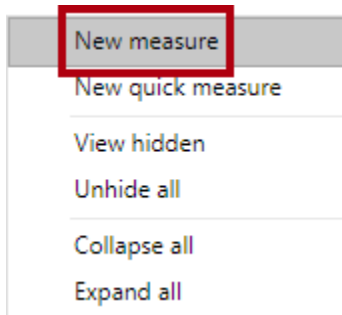 New measure
New quick measure
View hidden
Unhide all
Collapse all
Expand all